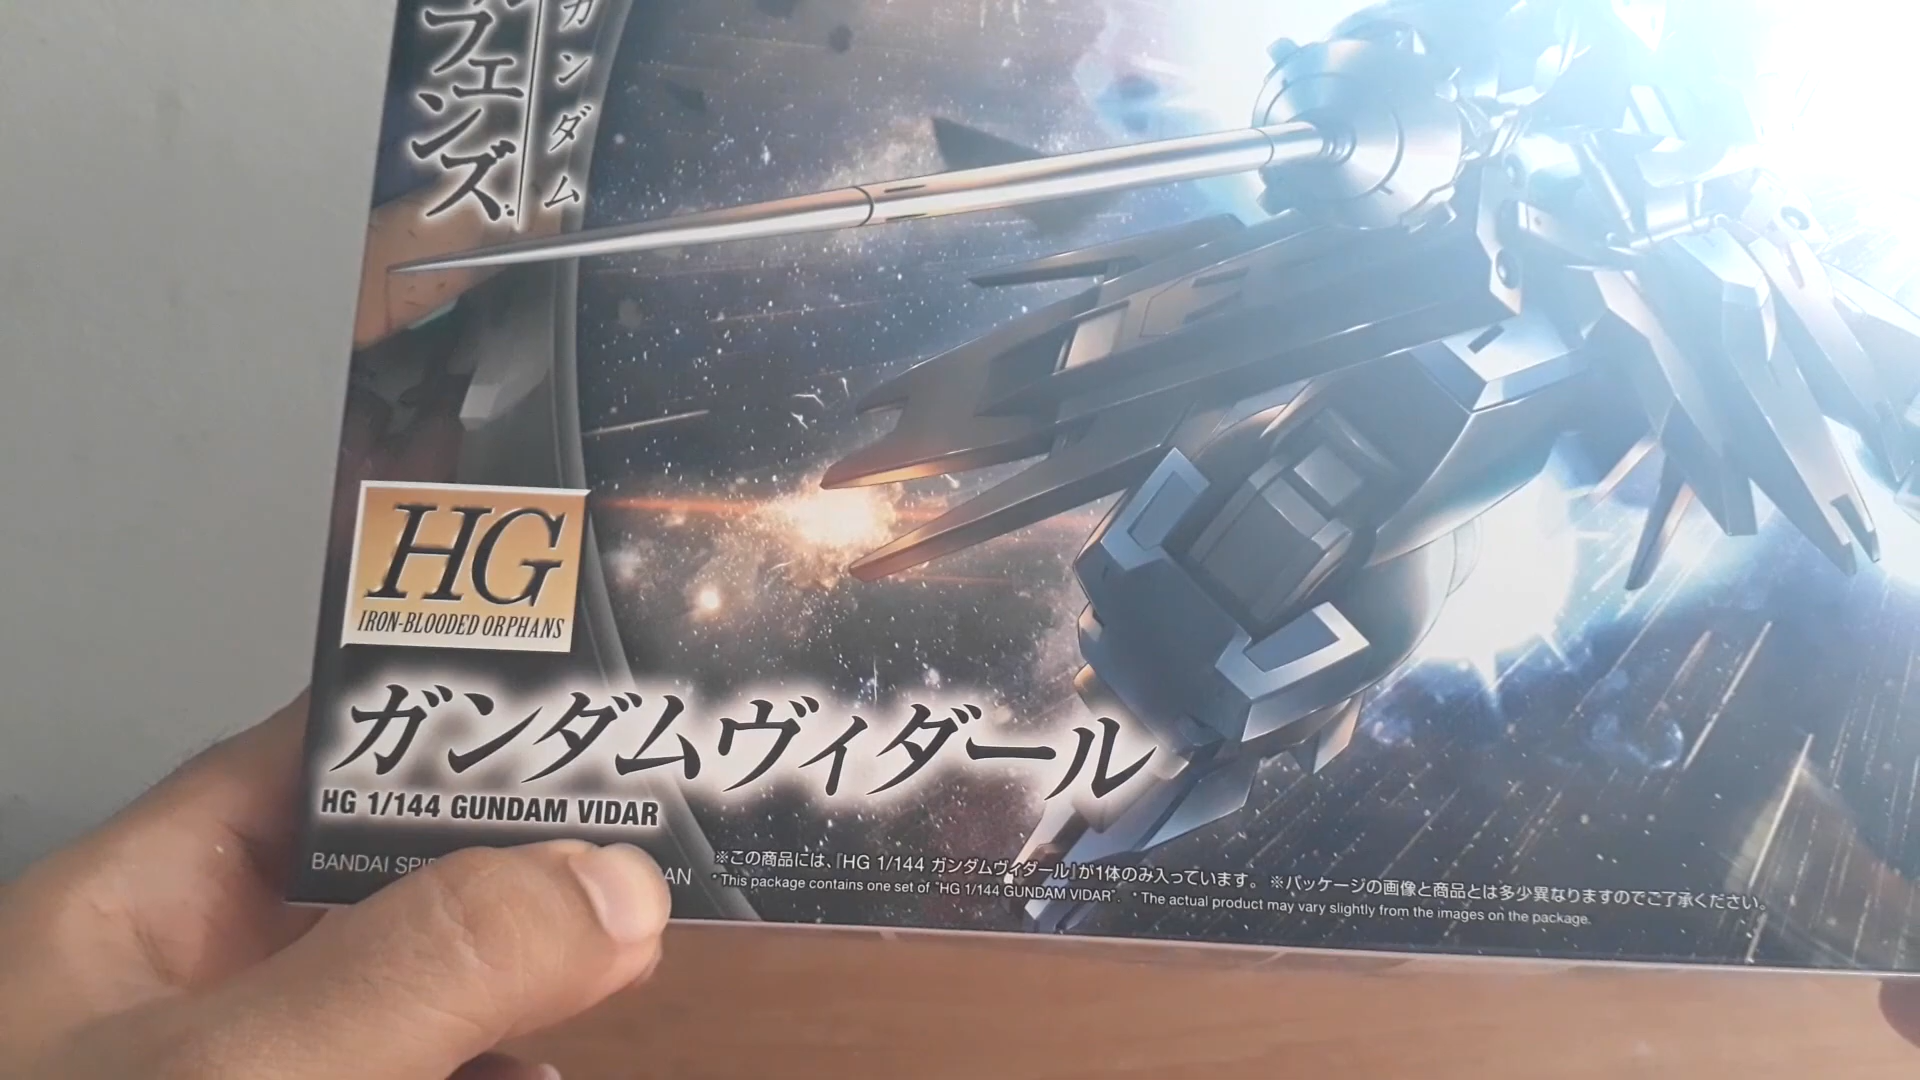 フェンズ
ガンダム
HG
IRON-BLOODED ORPHANS
ガンダムヴィダール
HG 1/144 GUNDAM VIDAR
BANDAI
※この商品には、『HG 1/144 ガンダムヴィダール』が1体のみ入っています。 ※パッケージの画像と商品とは多少異なりますのでご了承ください。
*This package contains one set of "HG 1/144 GUNDAM VIDAR". *The actual product may vary slightly from the images on the package.